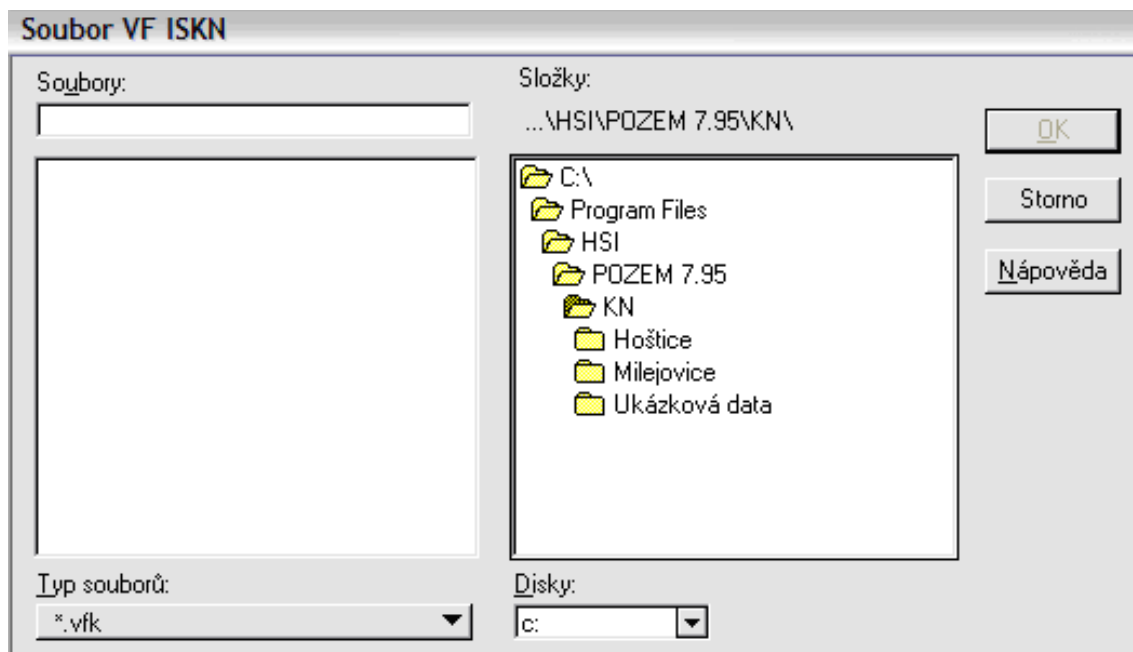 Soubor VF ISKN
Soubory:
Složky:
...\HSI\POZEM 7.95\KN\
OK
Storno
Nápověda
C:\
Program Files
HSI
POZEM 7.95
KN
Hoštice
Milejovice
Ukázková data
Typ souborů:
*.vfk
Disky:
c: